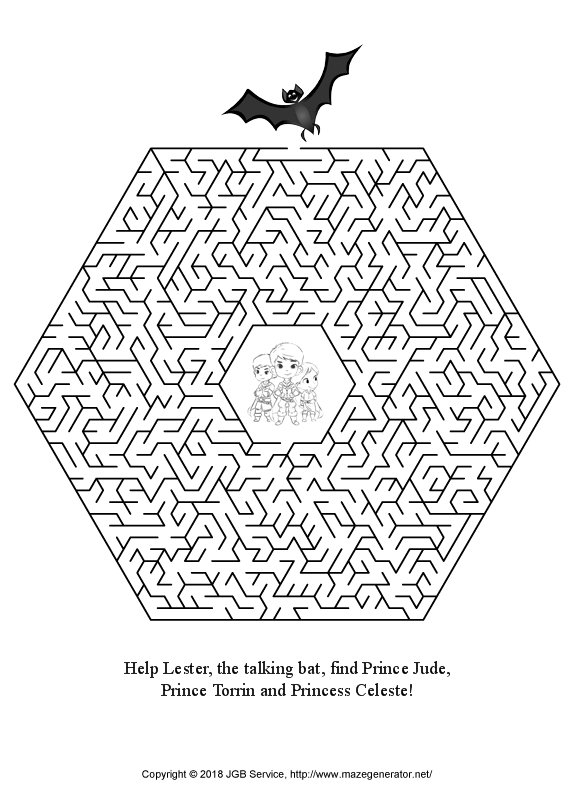 Help Lester, the talking bat, find Prince Jude,
Prince Torrin and Princess Celeste!
Copyright © 2018 JGB Service, http://www.mazegenerator.net/